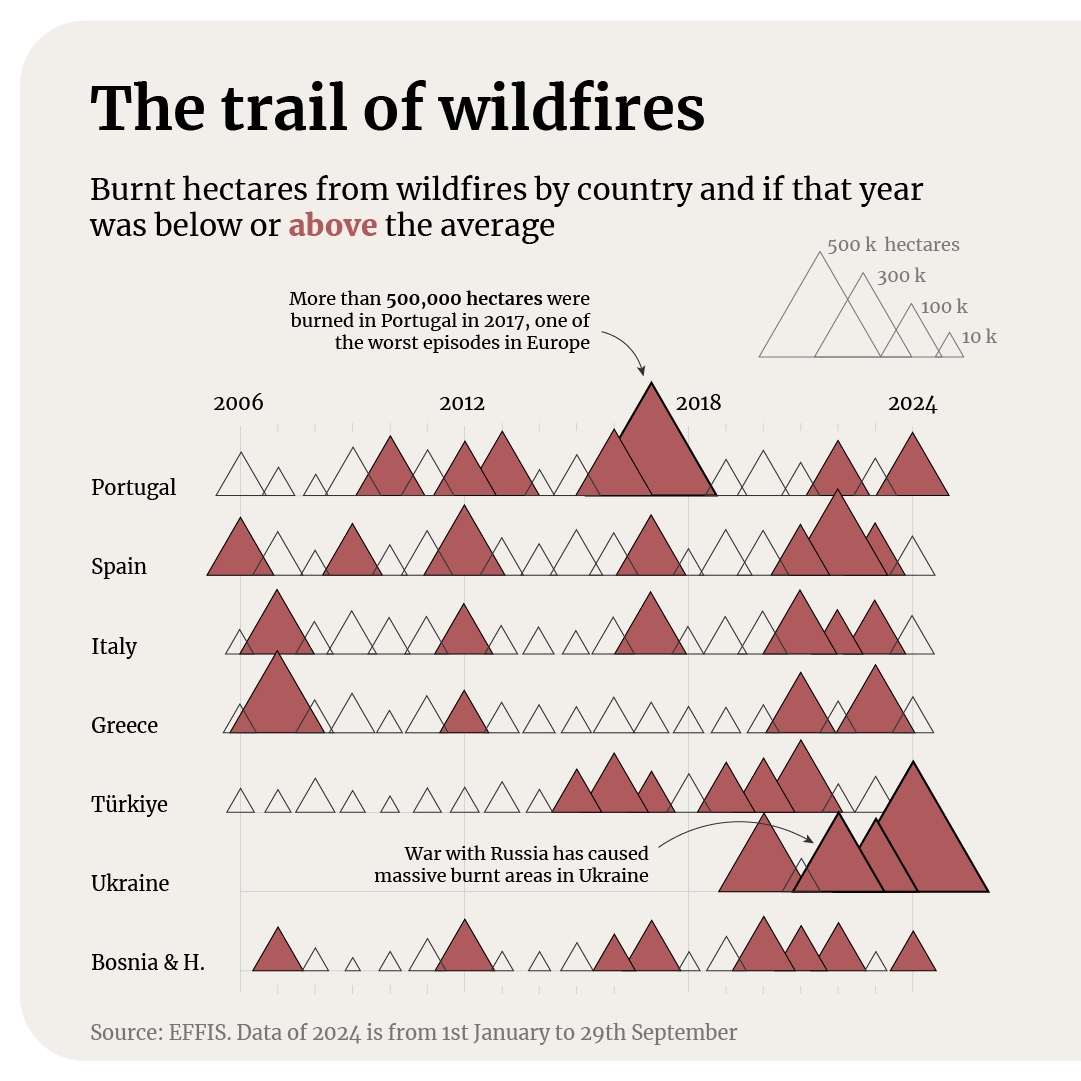 The trail of wildfires
Burnt hectares from wildfires by country and if that year
was below or above the average
500 k hectares
300 k
100 k
10 k
More than 500,000 hectares were
burned in Portugal in 2017, one of
the worst episodes in Europe
2006 2012 2018 2024
Portugal
Spain
Italy
Greece
Türkiye
War with Russia has caused
massive burnt areas in Ukraine
Ukraine
Bosnia & H.
Source: EFFIS. Data of 2024 is from 1st January to 29th September